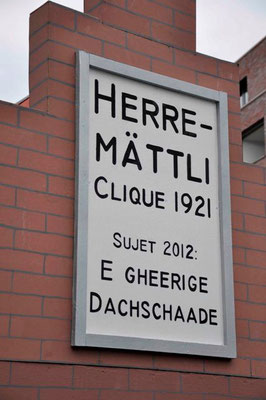 HERRE-
MÄTTLI
CLIQUE 1921
SUJET 2012:
E GHEERIGE
DACHSCHAADE